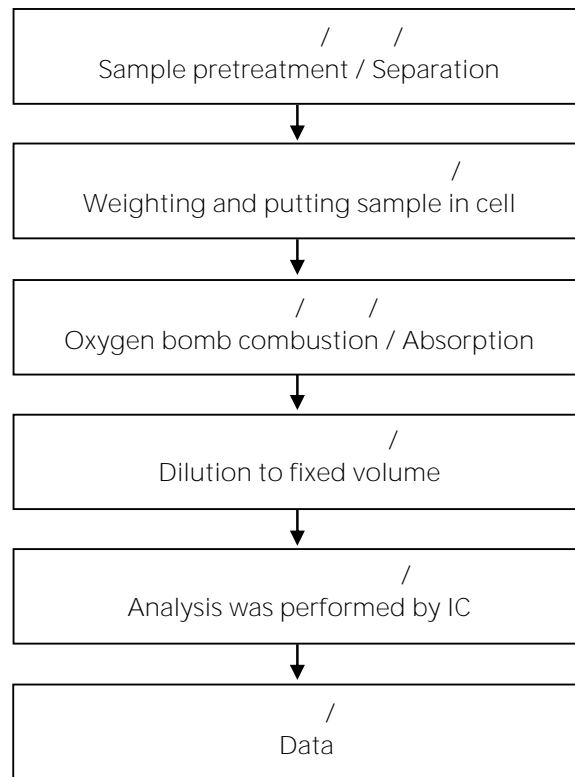 / /
Sample pretreatment / Separation
/
Weighting and putting sample in cell
/ /
Oxygen bomb combustion / Absorption
/
Dilution to fixed volume
/
Analysis was performed by IC
/
Data